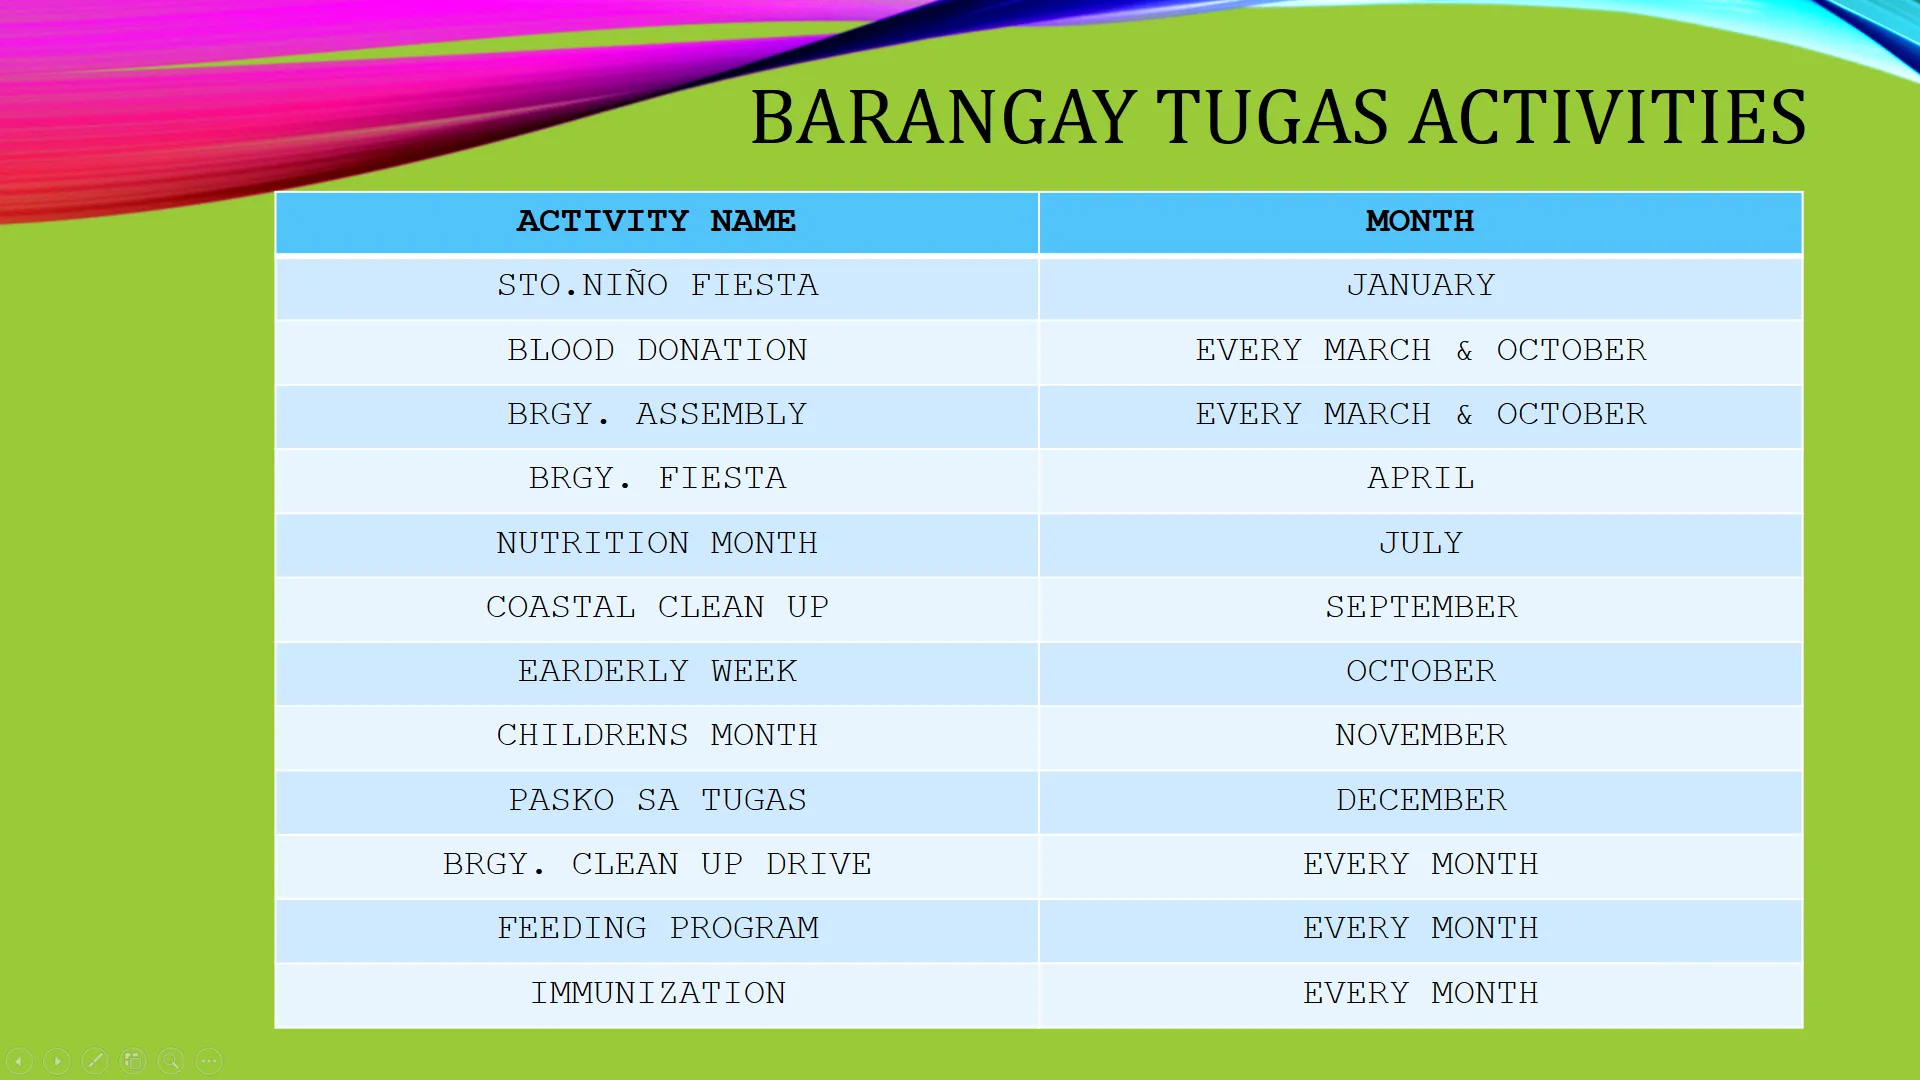 BARANGAY TUGAS ACTIVITIES
ACTIVITY NAME MONTH
STO.NIÑO FIESTA JANUARY
BLOOD DONATION EVERY MARCH & OCTOBER
BRGY. ASSEMBLY EVERY MARCH & OCTOBER
BRGY. FIESTA APRIL
NUTRITION MONTH JULY
COASTAL CLEAN UP SEPTEMBER
EARDERLY WEEK OCTOBER
CHILDRENS MONTH NOVEMBER
PASKO SA TUGAS DECEMBER
BRGY. CLEAN UP DRIVE EVERY MONTH
FEEDING PROGRAM EVERY MONTH
IMMUNIZATION EVERY MONTH